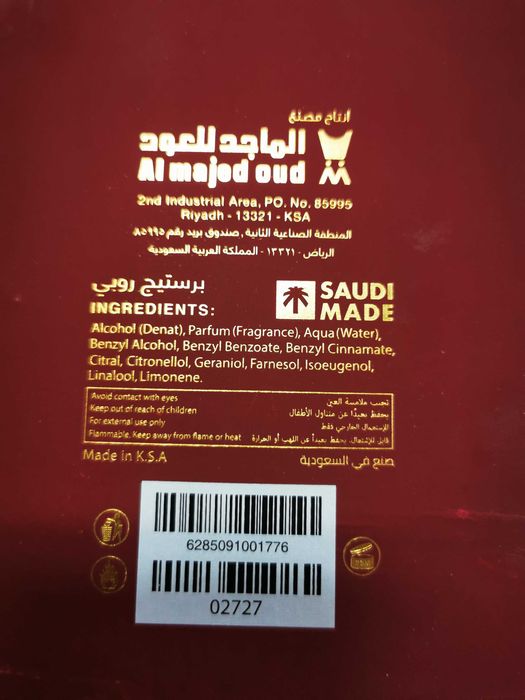 انتاج مصنع
الماجد للعود
Al majed oud
2nd Industrial Area, P.O. No. 85995
Riyadh - 13321 - KSA
المنطقة الصناعية الثانية , صندوق بريد رقم ٨٥٩٩٥
الرياض - ١٣٣٢١ - المملكة العربية السعودية
برستيج روبي
SAUDI
MADE
INGREDIENTS:
Alcohol (Denat), Parfum (Fragrance), Aqua (Water),
Benzyl Alcohol, Benzyl Benzoate, Benzyl Cinnamate,
Citral, Citronellol, Geraniol, Farnesol, Isoeugenol,
Linalool, Limonene.
Avoid contact with eyes تجنب ملامسة العين
Keep out of reach of children يحفظ بعيدًا عن متناول الأطفال
For external use only للإستعمال الخارجي فقط
Flammable. Keep away from flame or heat قابل للإشتعال. يحفظ بعيداً عن اللهب أو الحرارة
Made in K.S.A صنع في السعودية
6285091001776
02727